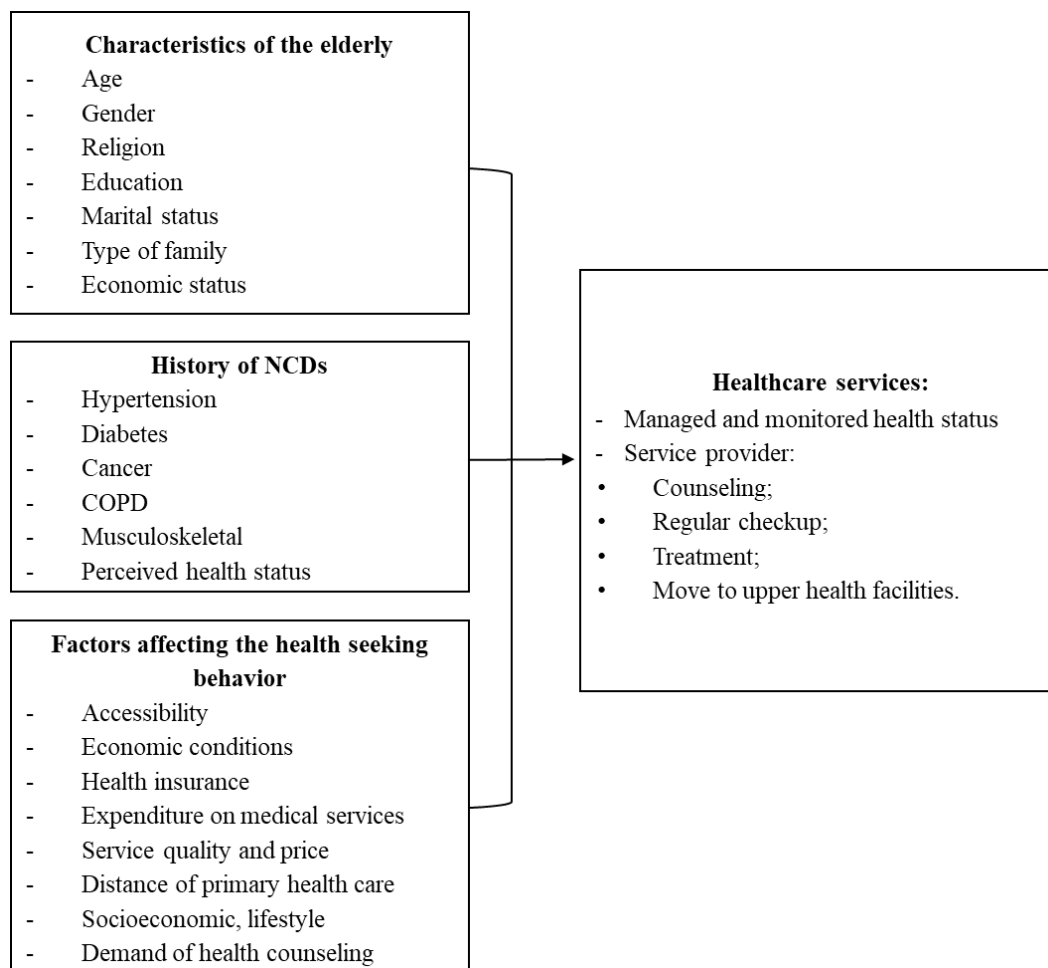 Characteristics of the elderly
- Age
- Gender
- Religion
- Education
- Marital status
- Type of family
- Economic status
History of NCDs
- Hypertension
- Diabetes
- Cancer
- COPD
- Musculoskeletal
- Perceived health status
Factors affecting the health seeking
behavior
- Accessibility
- Economic conditions
- Health insurance
- Expenditure on medical services
- Service quality and price
- Distance of primary health care
- Socioeconomic, lifestyle
- Demand of health counseling
Healthcare services:
- Managed and monitored health status
- Service provider:
• Counseling;
• Regular checkup;
• Treatment;
• Move to upper health facilities.